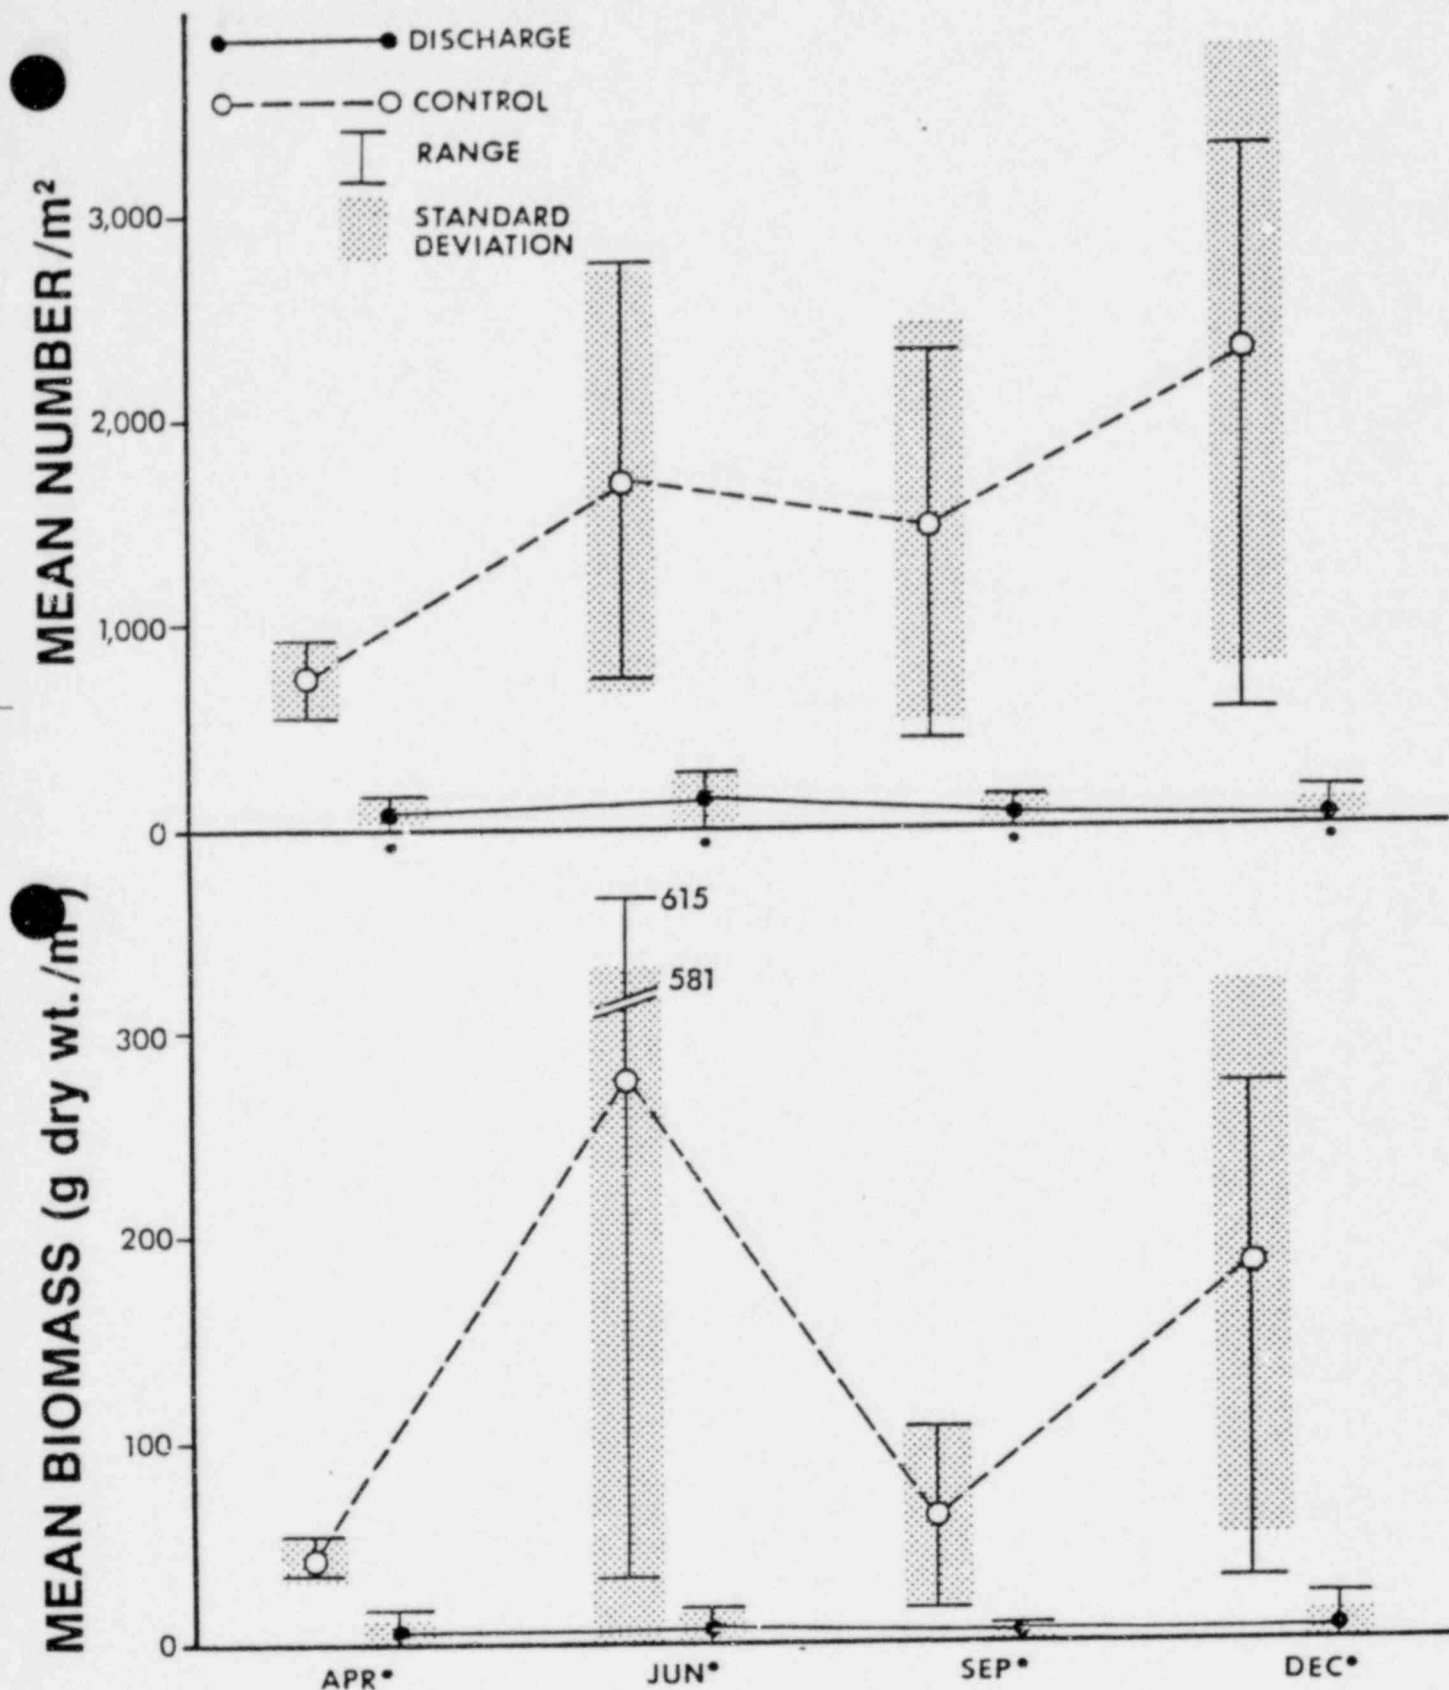 DISCHARGE
CONTROL
RANGE
STANDARD
DEVIATION
MEAN NUMBER/m²
3,000
2,000
1,000
0
615
581
MEAN BIOMASS (g dry wt./m )
300
200
100
0
APR• JUN• SEP• DEC•